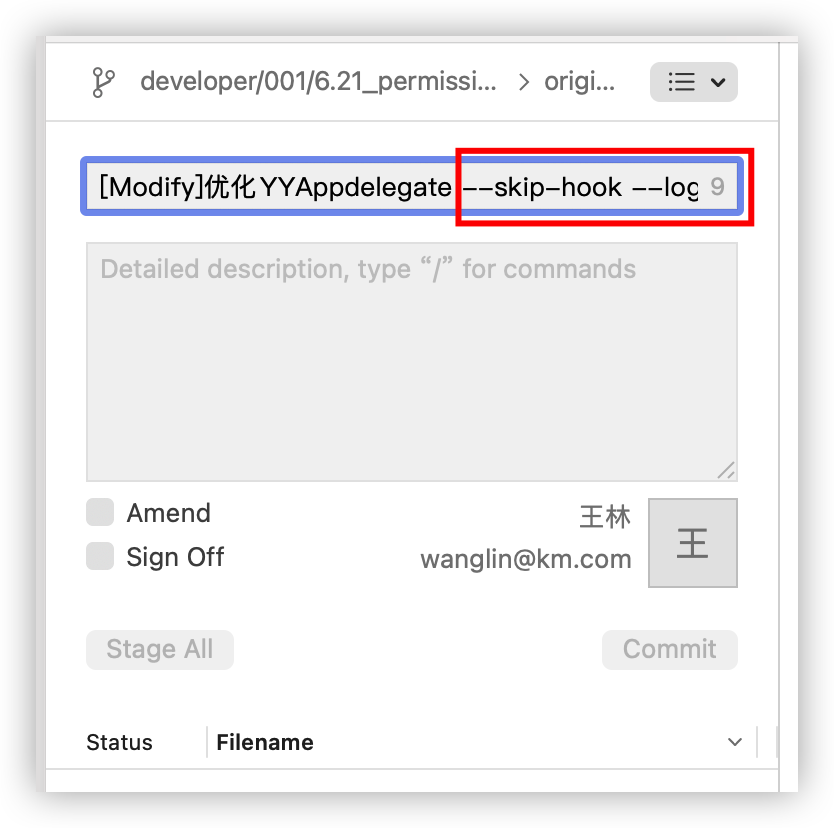 developer/001/6.21_permissi... > origi...
[Modify]优化YYAppdelegate --skip-hook --log 9
Detailed description, type “/” for commands
Amend
王林
王
Sign Off
wanglin@km.com
Stage All
Commit
Status
Filename